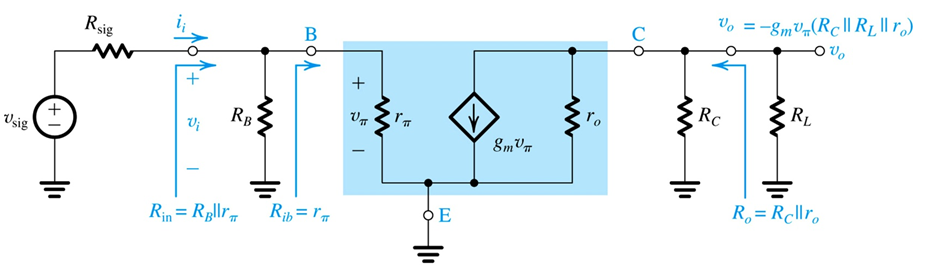 R_sig
i_i
B
C
v_o = −g_m v_π (R_C || R_L || r_o)
v_o
+
+
+
−
v_sig
v_i
R_B
v_π
r_π
g_m v_π
r_o
R_C
R_L
−
−
R_in = R_B || r_π
R_ib = r_π
E
R_o = R_C || r_o